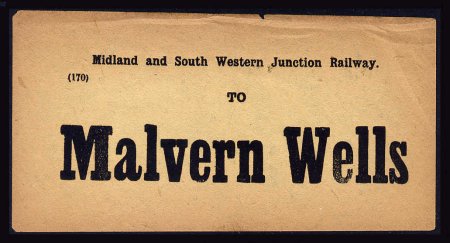 Midland and South Western Junction Railway.
(170)
TO
Malvern Wells